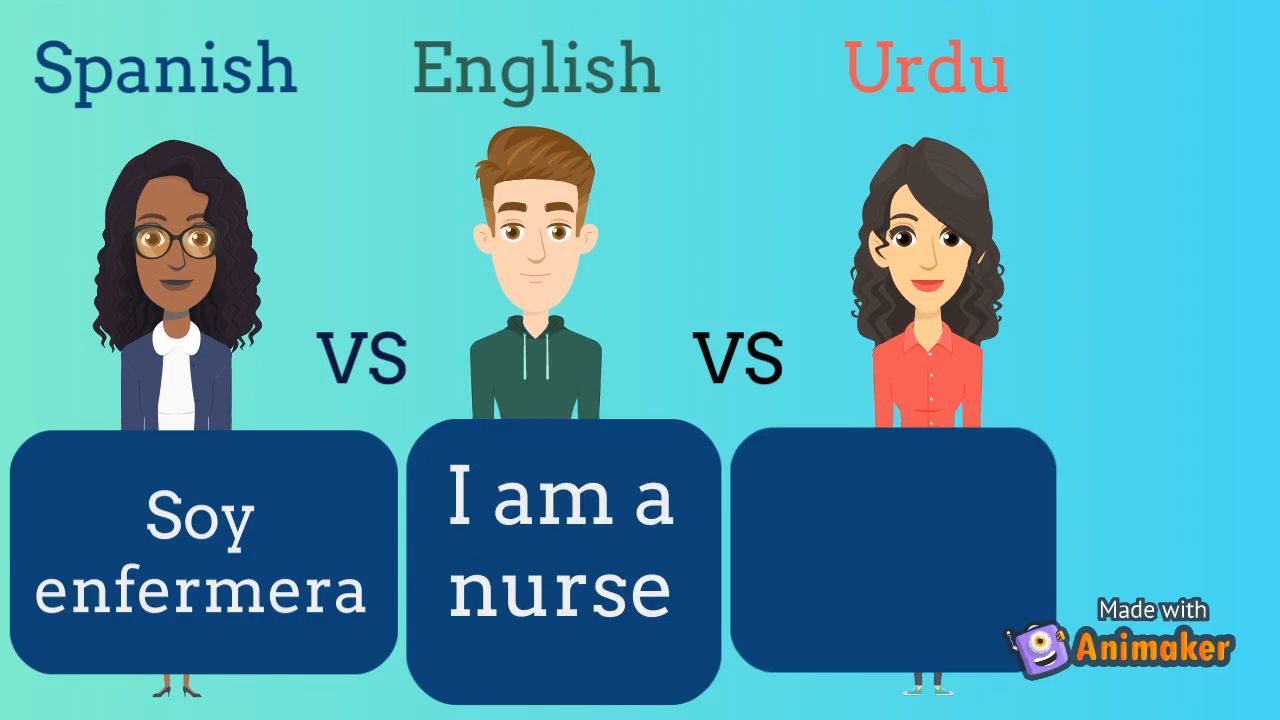 Spanish
English
Urdu
VS
VS
Soy
enfermera
I am a
nurse
Made with
Animaker